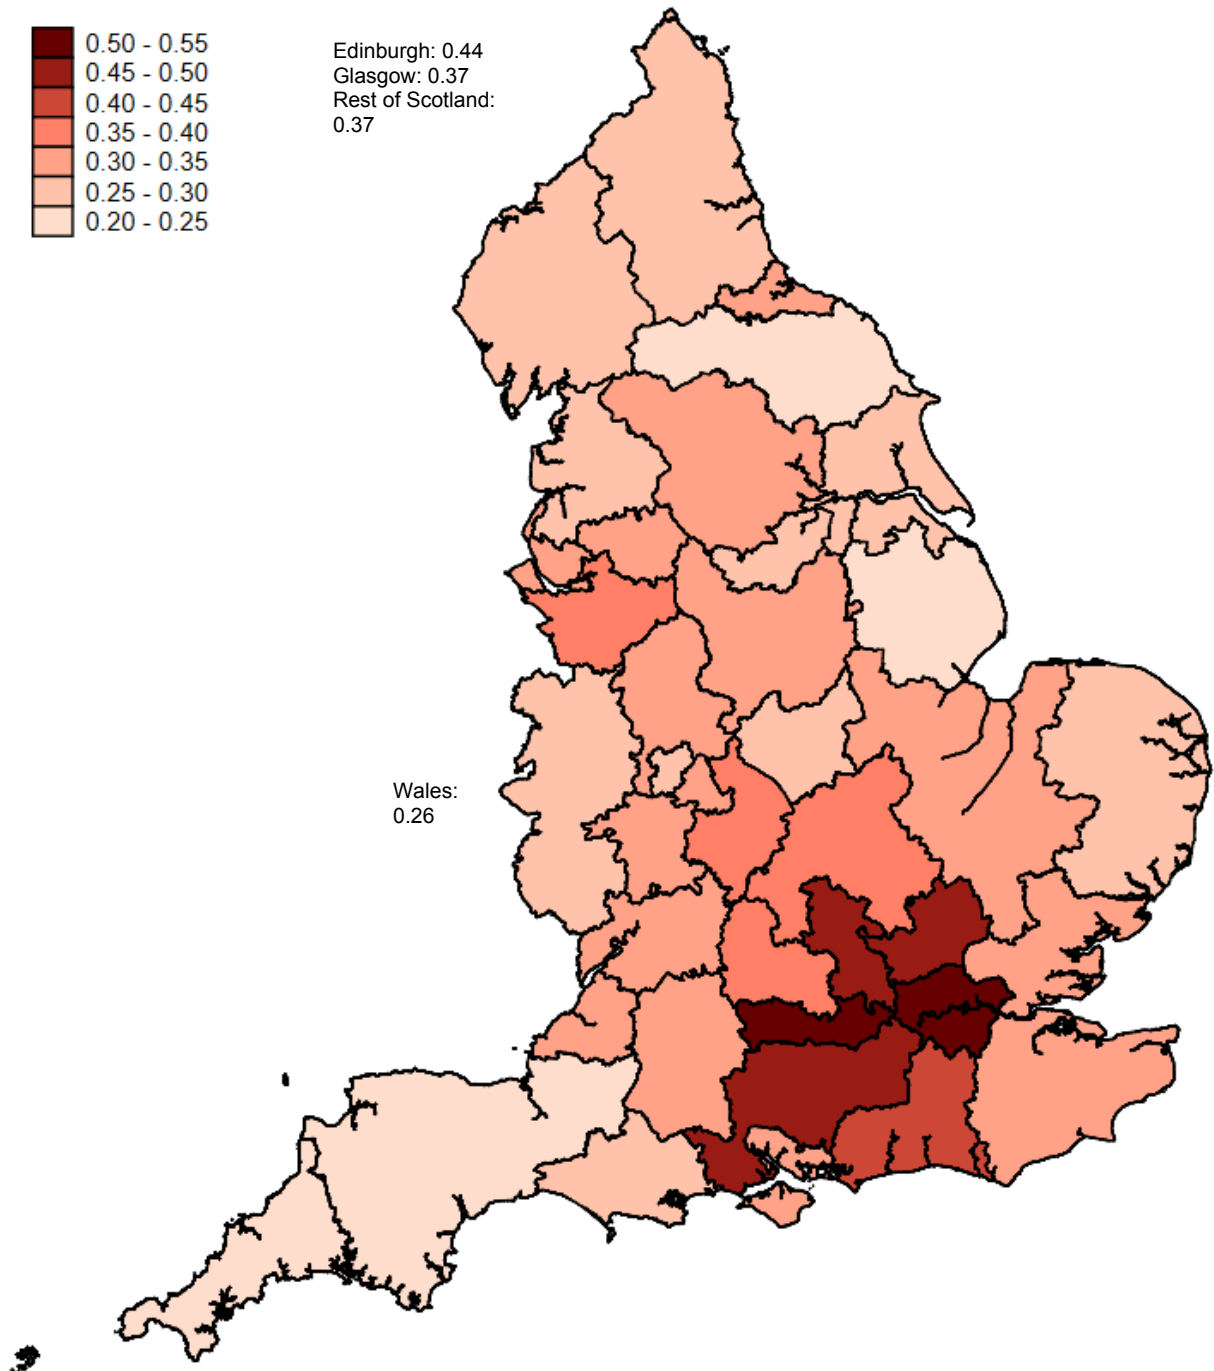 0.50 - 0.55
0.45 - 0.50
0.40 - 0.45
0.35 - 0.40
0.30 - 0.35
0.25 - 0.30
0.20 - 0.25
Edinburgh: 0.44
Glasgow: 0.37
Rest of Scotland:
0.37
Wales:
0.26